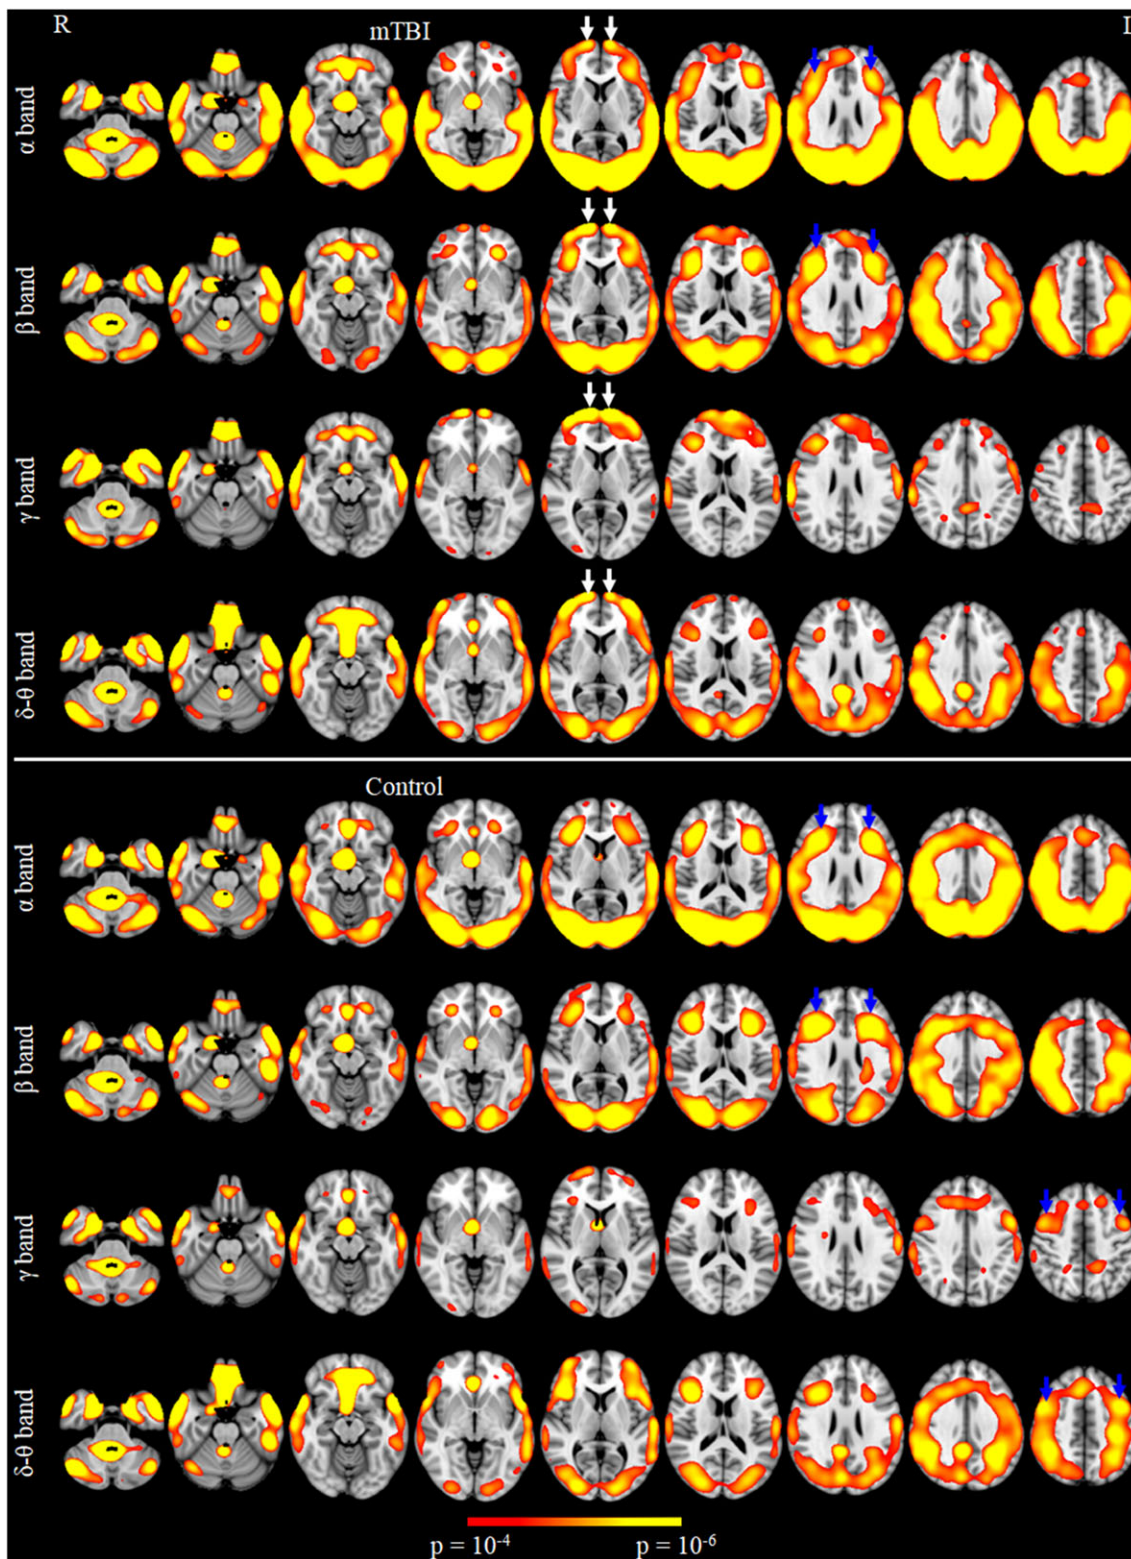 R
mTBI
L
α band
β band
γ band
δ-θ band
Control
α band
β band
γ band
δ-θ band
p = 10⁻⁴
p = 10⁻⁶